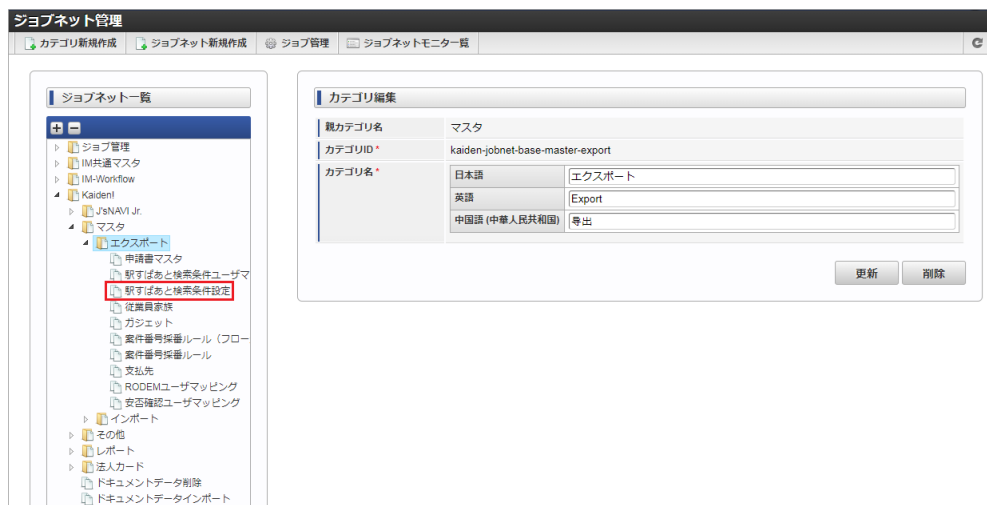 ジョブネット管理
カテゴリ新規作成 ジョブネット新規作成 ジョブ管理 ジョブネットモニター覧
ジョブネット一覧
ジョブ管理
IM共通マスタ
IM-Workflow
Kaiden!
J'sNAVI Jr.
マスタ
エクスポート
申請書マスタ
駅すぱあと検索条件ユーザマ
駅すぱあと検索条件設定
従業員家族
ガジェット
案件番号採番ルール（フロー
案件番号採番ルール
支払先
RODEMユーザマッピング
安否確認ユーザマッピング
インポート
その他
レポート
法人カード
ドキュメントデータ削除
ドキュメントデータインポート
カテゴリ編集
親カテゴリ名 マスタ
カテゴリID * kaiden-jobnet-base-master-export
カテゴリ名 * 日本語 エクスポート
英語 Export
中国語 (中華人民共和国) 导出
更新 削除